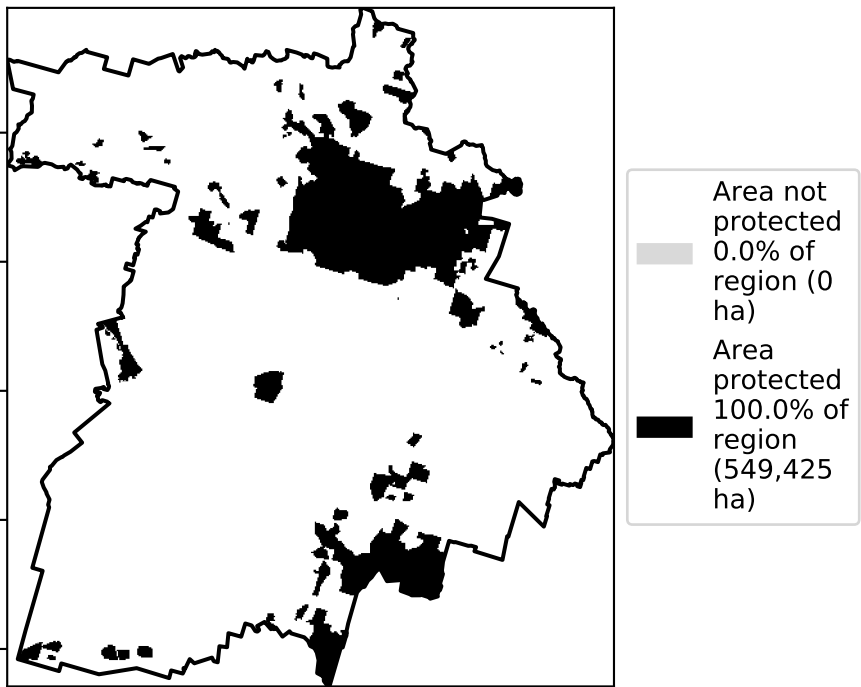 Area not
protected
0.0% of
region (0
ha)
Area
protected
100.0% of
region
(549,425
ha)